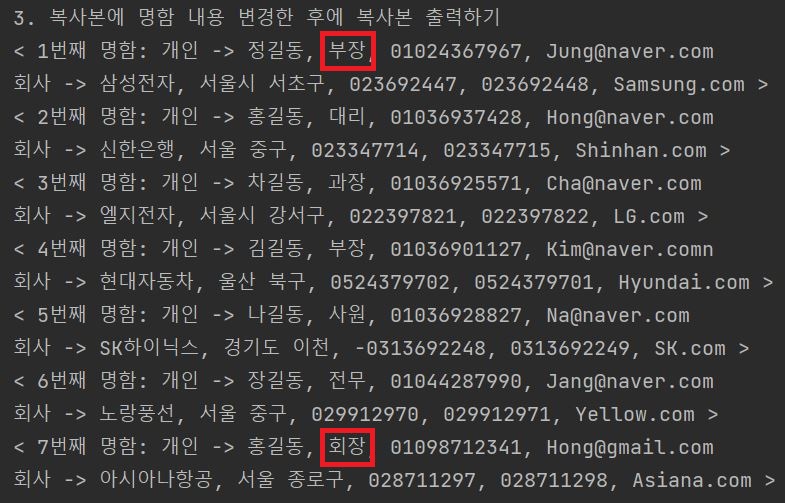 3. 복사본에 명함 내용 변경한 후에 복사본 출력하기
< 1번째 명함: 개인 -> 정길동, 부장, 01024367967, Jung@naver.com
회사 -> 삼성전자, 서울시 서초구, 023692447, 023692448, Samsung.com >
< 2번째 명함: 개인 -> 홍길동, 대리, 01036937428, Hong@naver.com
회사 -> 신한은행, 서울 중구, 023347714, 023347715, Shinhan.com >
< 3번째 명함: 개인 -> 차길동, 과장, 01036925571, Cha@naver.com
회사 -> 엘지전자, 서울시 강서구, 022397821, 022397822, LG.com >
< 4번째 명함: 개인 -> 김길동, 부장, 01036901127, Kim@naver.comn
회사 -> 현대자동차, 울산 북구, 0524379702, 0524379701, Hyundai.com >
< 5번째 명함: 개인 -> 나길동, 사원, 01036928827, Na@naver.com
회사 -> SK하이닉스, 경기도 이천, -0313692248, 0313692249, SK.com >
< 6번째 명함: 개인 -> 장길동, 전무, 01044287990, Jang@naver.com
회사 -> 노랑풍선, 서울 중구, 029912970, 029912971, Yellow.com >
< 7번째 명함: 개인 -> 홍길동, 회장, 01098712341, Hong@gmail.com
회사 -> 아시아나항공, 서울 종로구, 028711297, 028711298, Asiana.com >